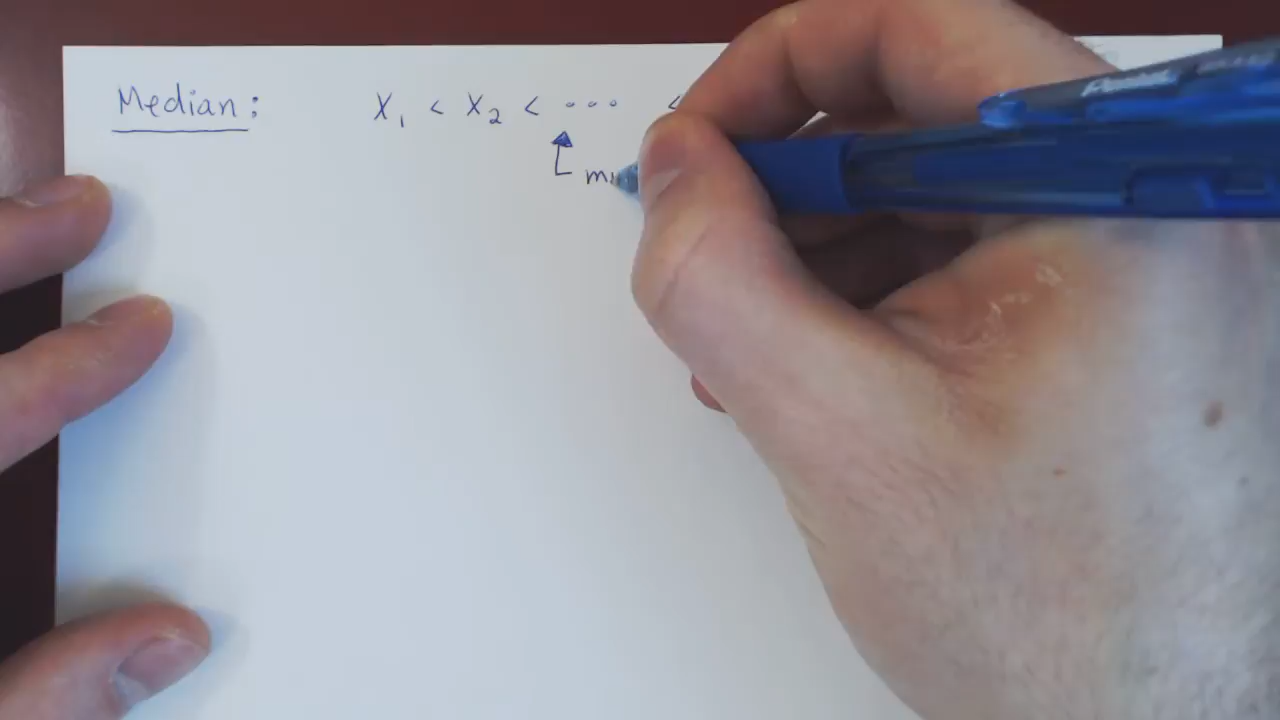 Median: X₁ < X₂ < ... <